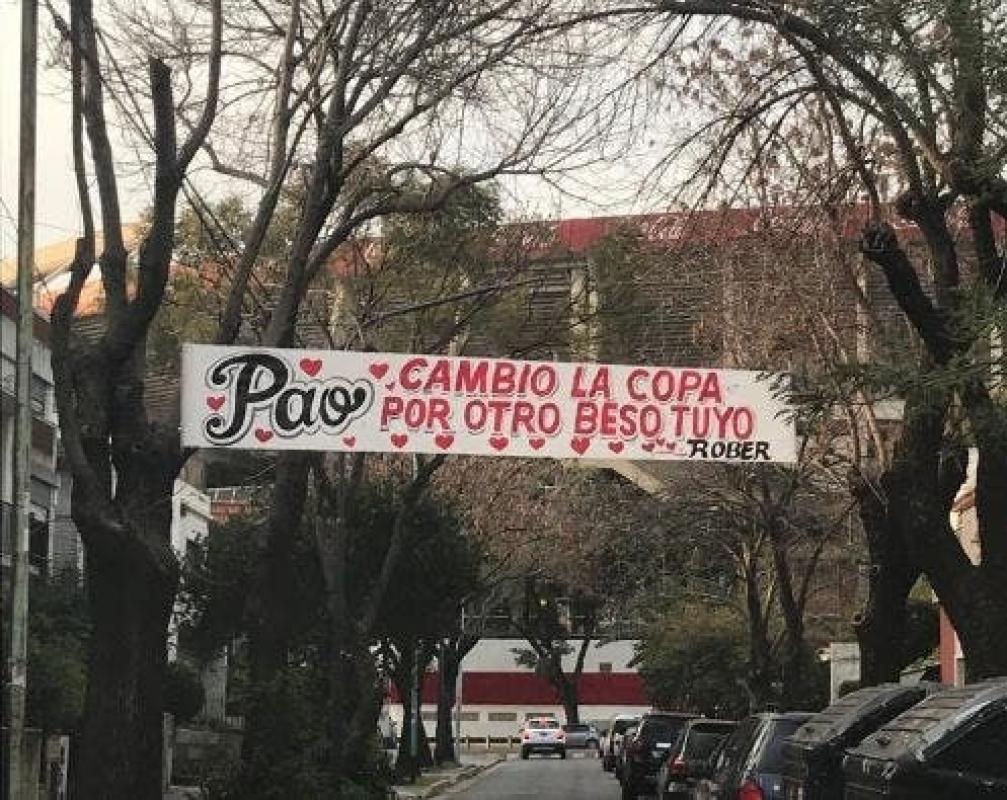 Pao
CAMBIO LA COPA
POR OTRO BESO TUYO
ROBER